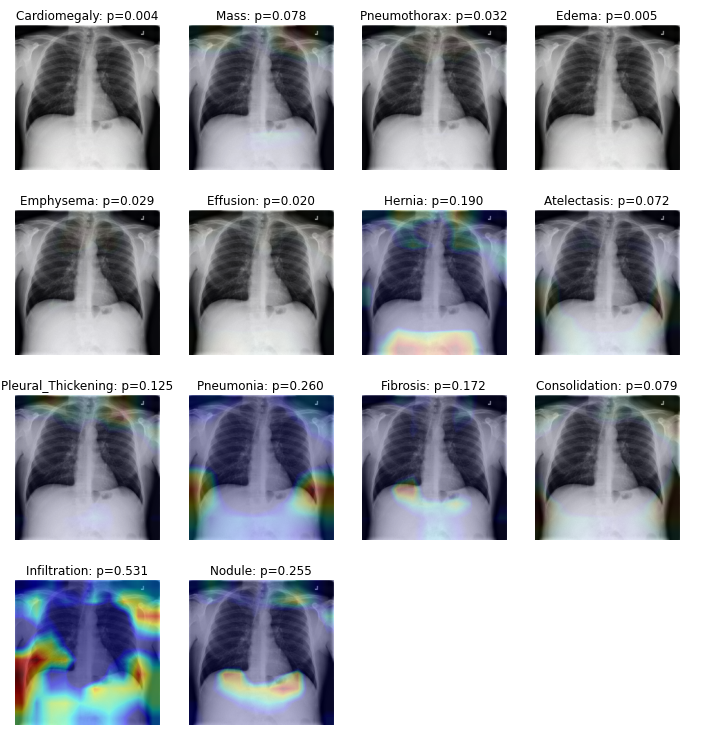 Cardiomegaly: p=0.004 Mass: p=0.078 Pneumothorax: p=0.032 Edema: p=0.005
Emphysema: p=0.029 Effusion: p=0.020 Hernia: p=0.190 Atelectasis: p=0.072
Pleural_Thickening: p=0.125 Pneumonia: p=0.260 Fibrosis: p=0.172 Consolidation: p=0.079
Infiltration: p=0.531 Nodule: p=0.255